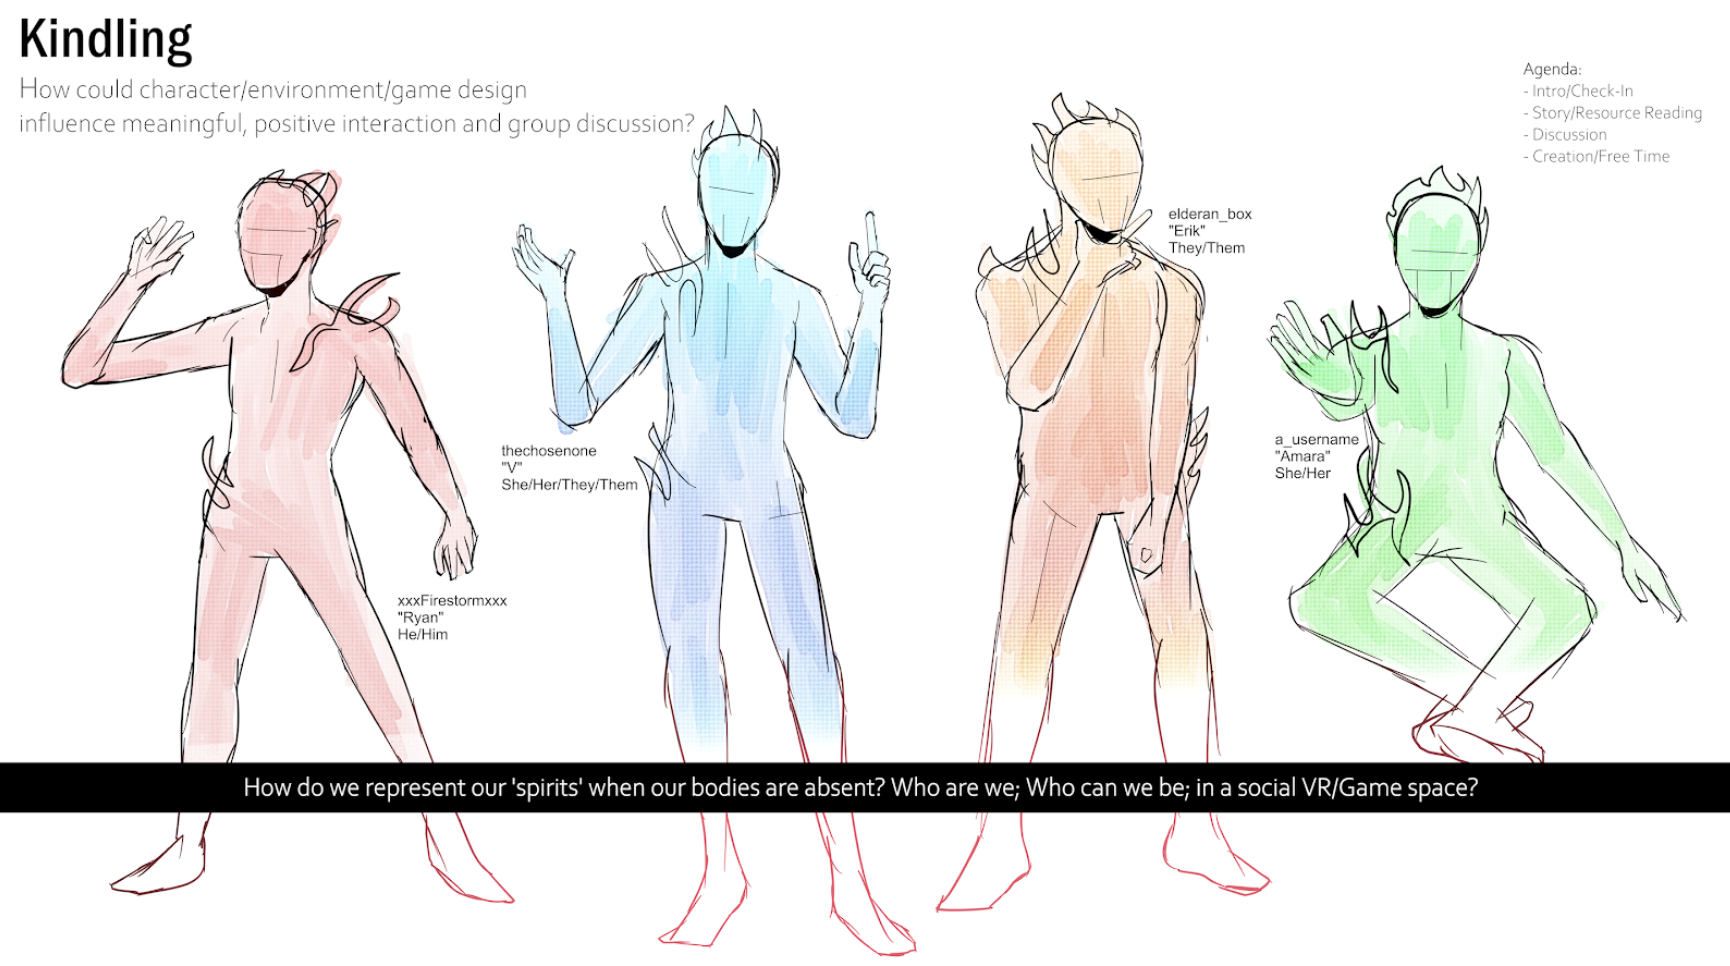 Kindling
How could character/environment/game design
influence meaningful, positive interaction and group discussion?
Agenda:
- Intro/Check-In
- Story/Resource Reading
- Discussion
- Creation/Free Time
xxxFirestormxxx
"Ryan"
He/Him
thechosenone
"V"
She/Her/They/Them
elderan_box
"Erik"
They/Them
a_username
"Amara"
She/Her
How do we represent our 'spirits' when our bodies are absent? Who are we; Who can we be; in a social VR/Game space?